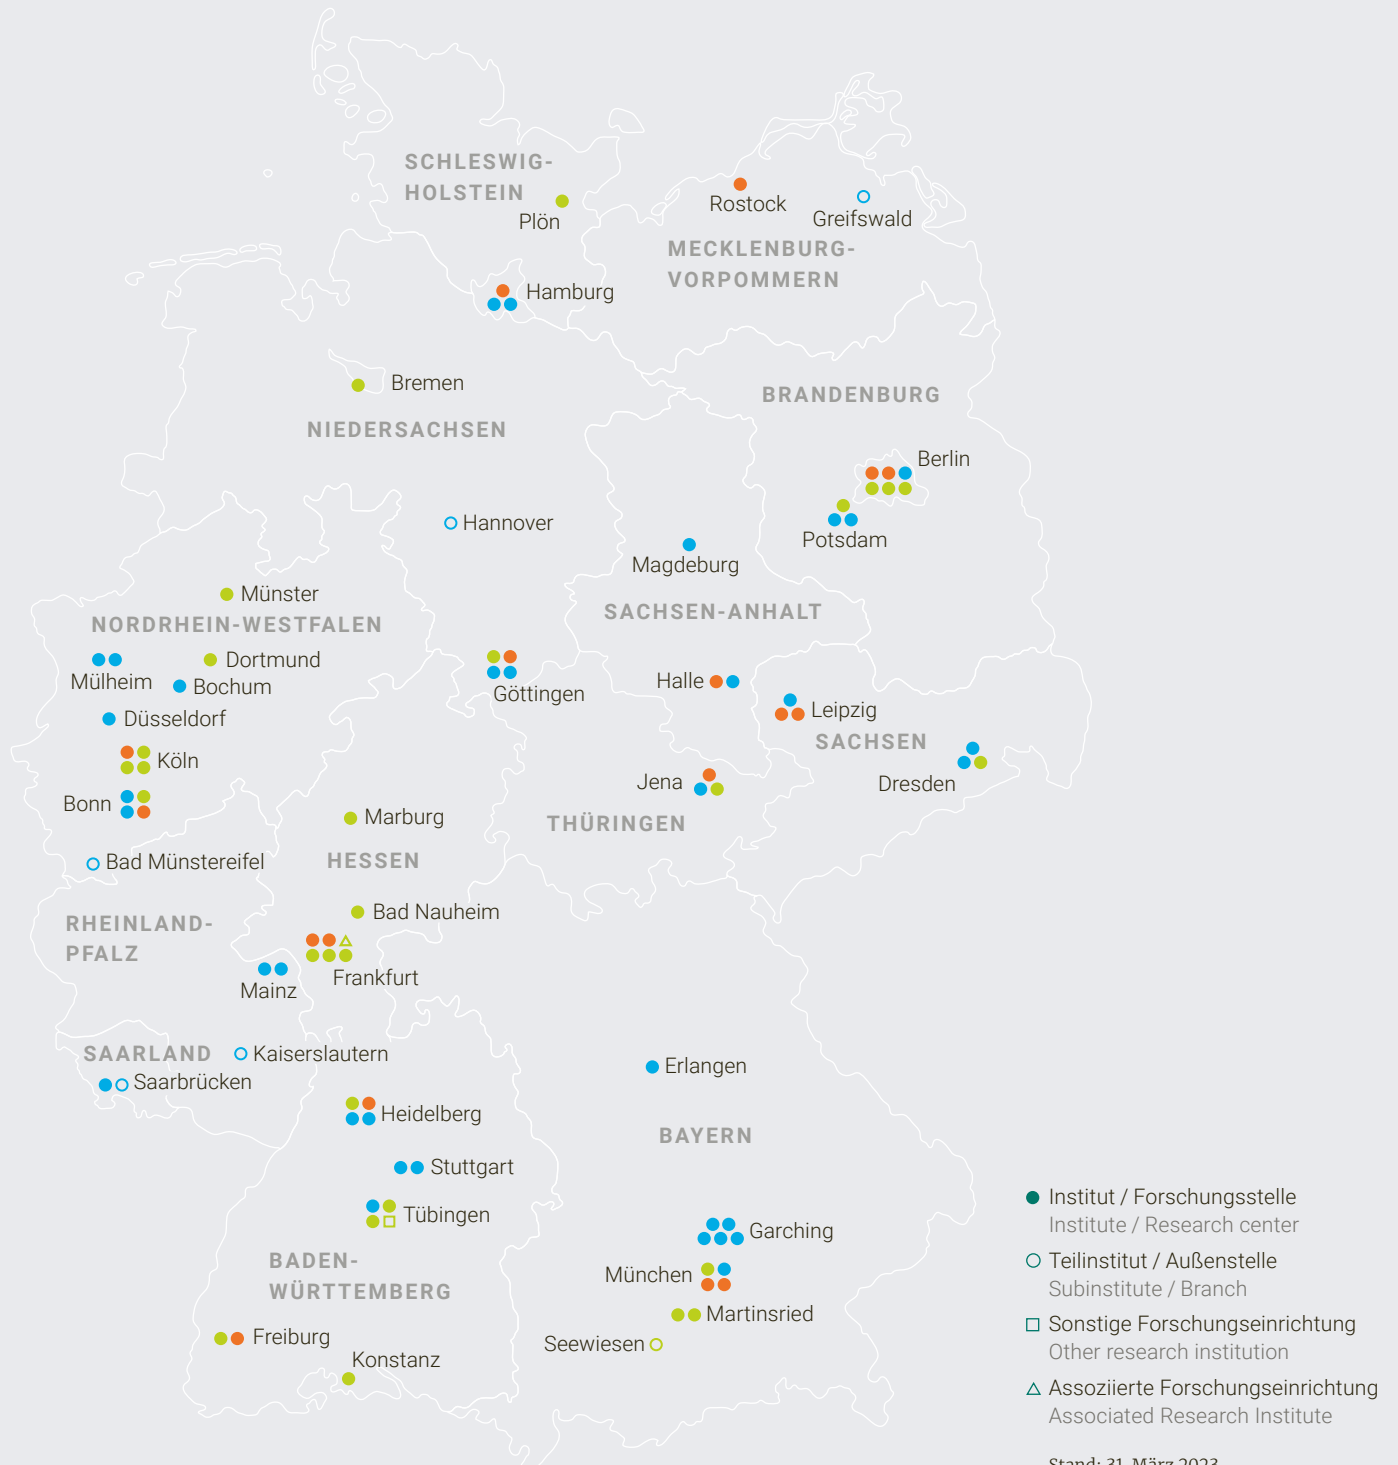 SCHLESWIG-
HOLSTEIN
Plön
Rostock
Greifswald
MECKLENBURG-
VORPOMMERN
Hamburg
Bremen
BRANDENBURG
NIEDERSACHSEN
Berlin
Hannover
Potsdam
Magdeburg
Münster
SACHSEN-ANHALT
NORDRHEIN-WESTFALEN
Dortmund
Mülheim
Bochum
Göttingen
Halle
Leipzig
Düsseldorf
SACHSEN
Köln
Jena
Dresden
Bonn
Marburg
THÜRINGEN
Bad Münstereifel
HESSEN
Bad Nauheim
RHEINLAND-
PFALZ
Frankfurt
Mainz
SAARLAND
Kaiserslautern
Saarbrücken
Erlangen
Heidelberg
BAYERN
Stuttgart
Tübingen
Garching
BADEN-
WÜRTTEMBERG
München
Martinsried
Freiburg
Seewiesen
Konstanz
Institut / Forschungsstelle
Institute / Research center
Teilinstitut / Außenstelle
Subinstitute / Branch
Sonstige Forschungseinrichtung
Other research institution
Assoziierte Forschungseinrichtung
Associated Research Institute
Stand: 31. März 2023